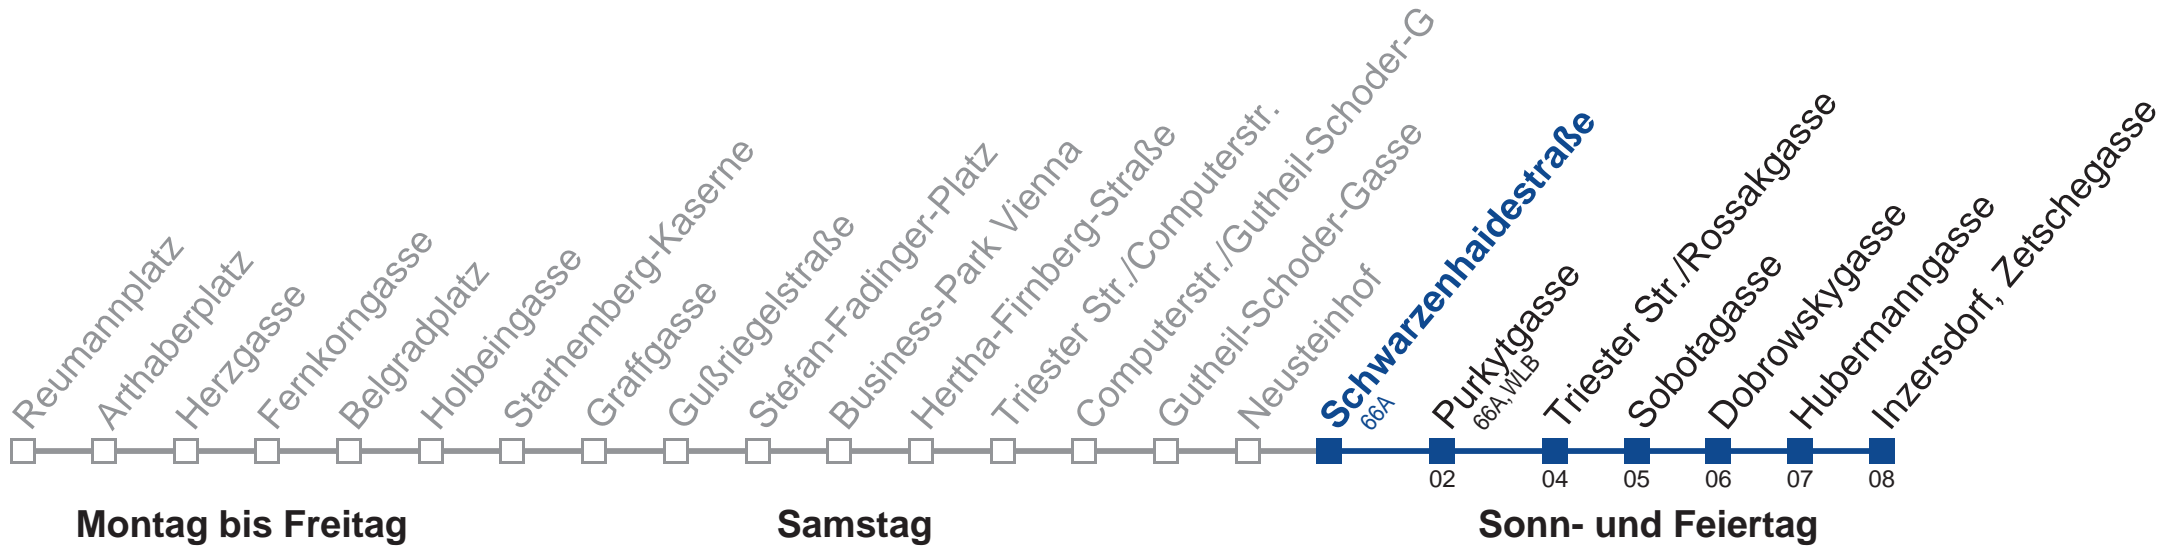 Reumannplatz
Arthaberplatz
Herzgasse
Fernkorngasse
Belgradplatz
Holbeingasse
Starhemberg-Kaserne
Graffgasse
Gußriegelstraße
Stefan-Fadinger-Platz
Business-Park Vienna
Hertha-Firnberg-Straße
Triester Str./Computerstr.
Computerstr./Gutheil-Schoder-G
Gutheil-Schoder-Gasse
Neusteinhof
Schwarzenhaidestraße
66A
Purkytgasse
66A,WLB
Triester Str./Rossakgasse
Sobotagasse
Dobrowskygasse
Hubermanngasse
Inzersdorf, Zetschegasse
02 04 05 06 07 08
Montag bis Freitag Samstag Sonn- und Feiertag